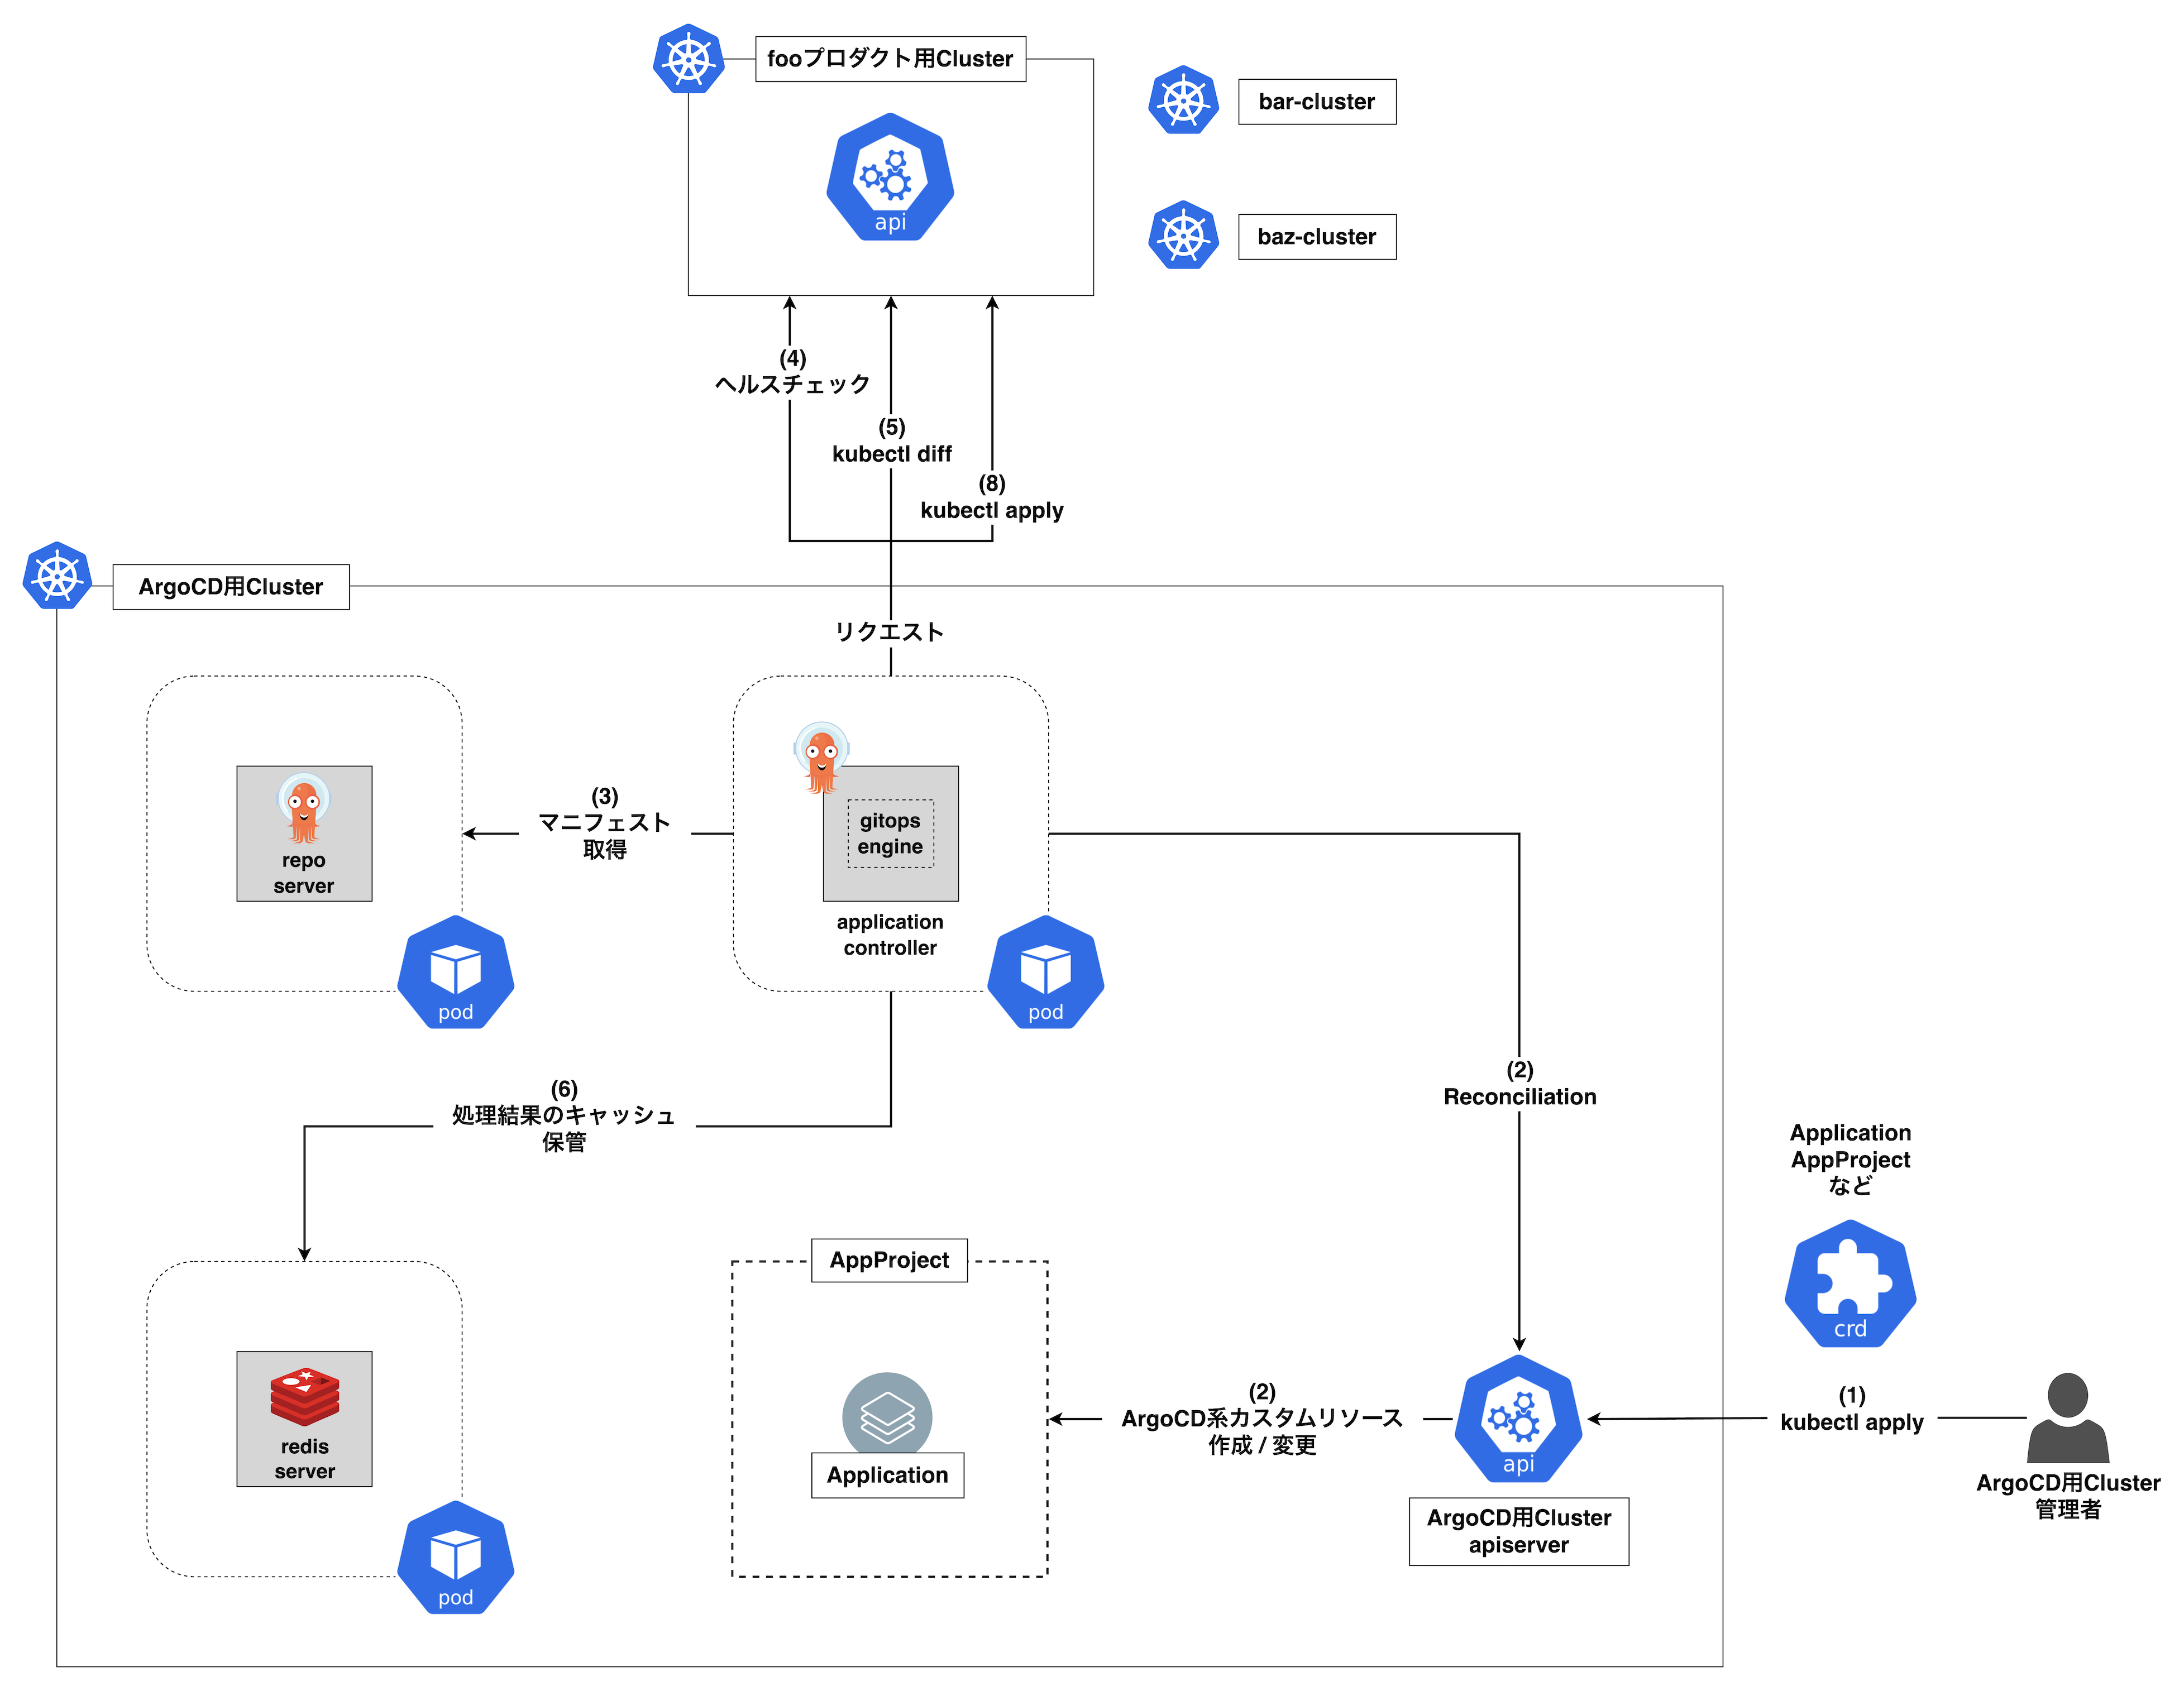 fooプロダクト用Cluster
api
bar-cluster
baz-cluster
(4)
ヘルスチェック
(5)
kubectl diff
(8)
kubectl apply
ArgoCD用Cluster
リクエスト
repo
server
pod
(3)
マニフェスト
取得
gitops
engine
application
controller
pod
(2)
Reconciliation
(6)
処理結果のキャッシュ
保管
Application
AppProject
など
crd
redis
server
pod
AppProject
Application
(2)
ArgoCD系カスタムリソース
作成 / 変更
api
ArgoCD用Cluster
apiserver
(1)
kubectl apply
ArgoCD用Cluster
管理者